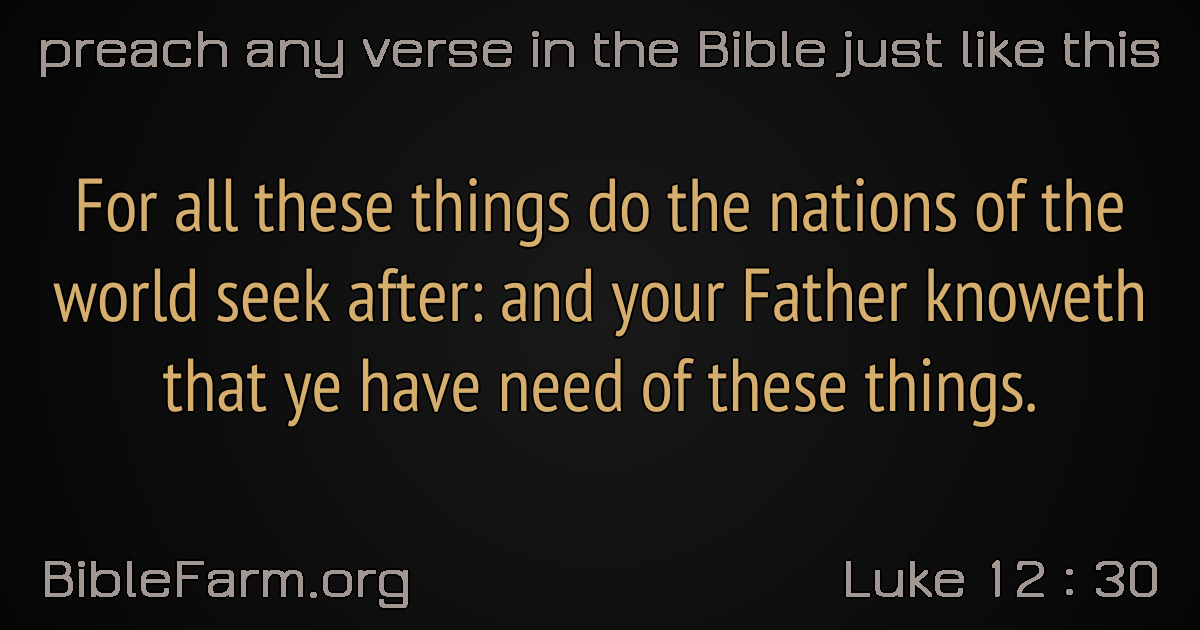 preach any verse in the Bible just like this
For all these things do the nations of the
world seek after: and your Father knoweth
that ye have need of these things.
BibleFarm.org
Luke 12 : 30